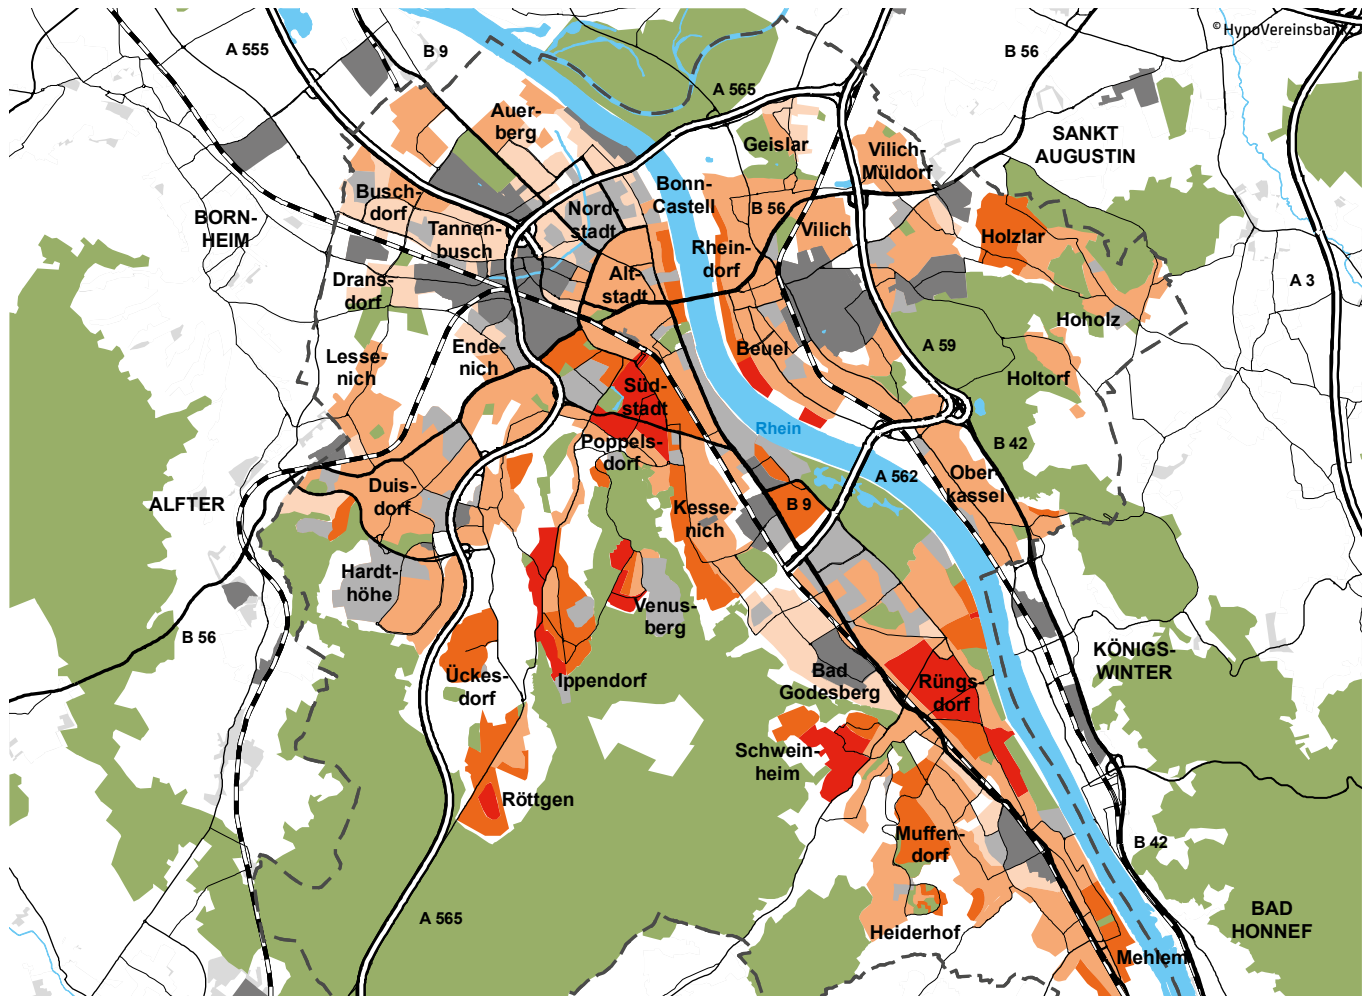 © HypoVereinsbank
A 555
B 9
B 56
A 565
Auer-
berg
Geislar
Vilich-
Müldorf
SANKT
AUGUSTIN
Busch-
dorf
BORN-
HEIM
Tannen-
busch
Nord-
stadt
Bonn-
Castell
B 56
Vilich
Holzlar
Drans-
dorf
Alt-
stadt
Rhein-
dorf
A 3
Hoholz
Lesse-
nich
Ende-
nich
Beuel
A 59
Holtorf
Süd-
stadt
Rhein
Poppels-
dorf
B 42
A 562
Ober-
kassel
ALFTER
Duis-
dorf
Kesse-
nich
B 9
Hardt-
höhe
Venus-
berg
B 56
KÖNIGS-
WINTER
Ückes-
dorf
Ippendorf
Bad
Godesberg
Rüngs-
dorf
Schwein-
heim
Röttgen
Muffen-
dorf
B 42
A 565
Heiderhof
BAD
HONNEF
Mehlem